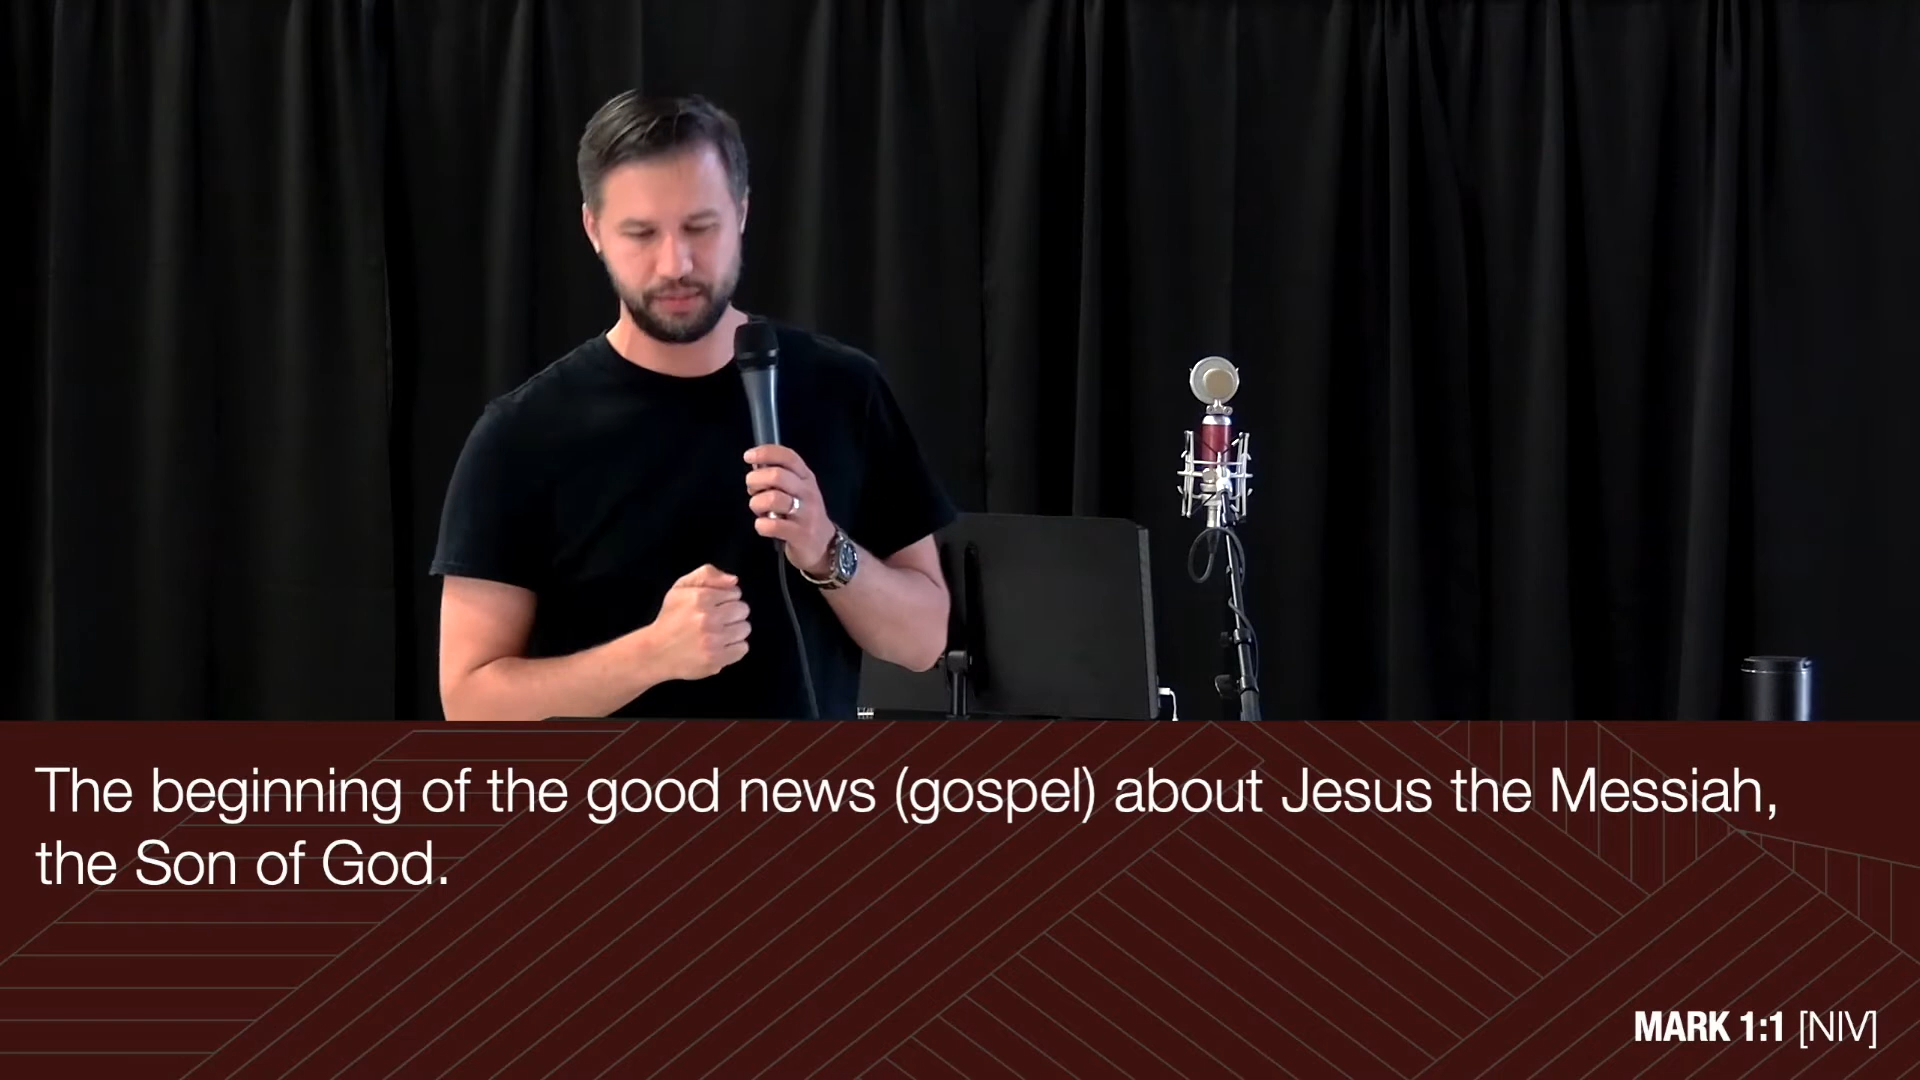 The beginning of the good news (gospel) about Jesus the Messiah,
the Son of God.
MARK 1:1 [NIV]